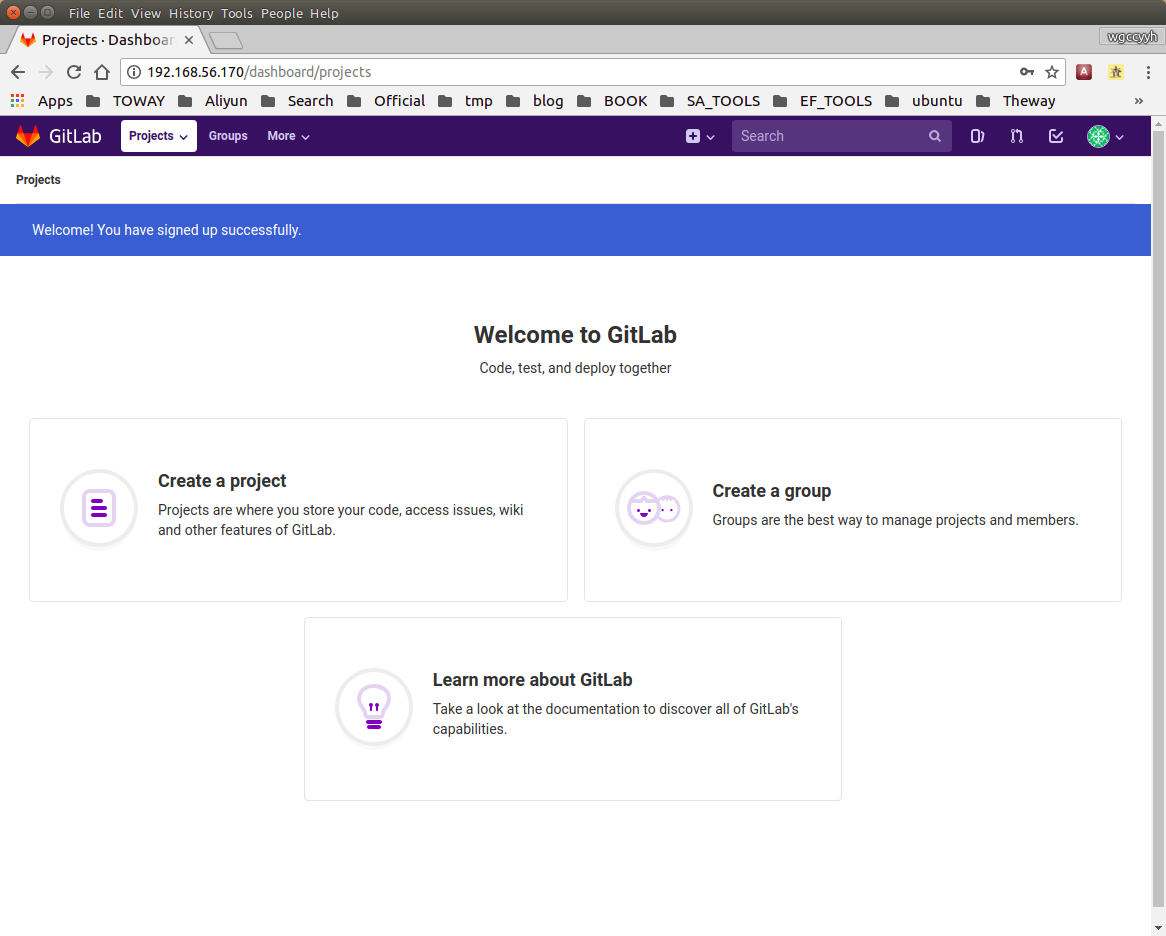 File Edit View History Tools People Help
Projects · Dashboar
wgccyyh
192.168.56.170/dashboard/projects
A
Apps TOWAY Aliyun Search Official tmp blog BOOK SA_TOOLS EF_TOOLS ubuntu Theway »
GitLab Projects Groups More Search
Projects
Welcome! You have signed up successfully.
Welcome to GitLab
Code, test, and deploy together
Create a project
Projects are where you store your code, access issues, wiki
and other features of GitLab.
Create a group
Groups are the best way to manage projects and members.
Learn more about GitLab
Take a look at the documentation to discover all of GitLab's
capabilities.